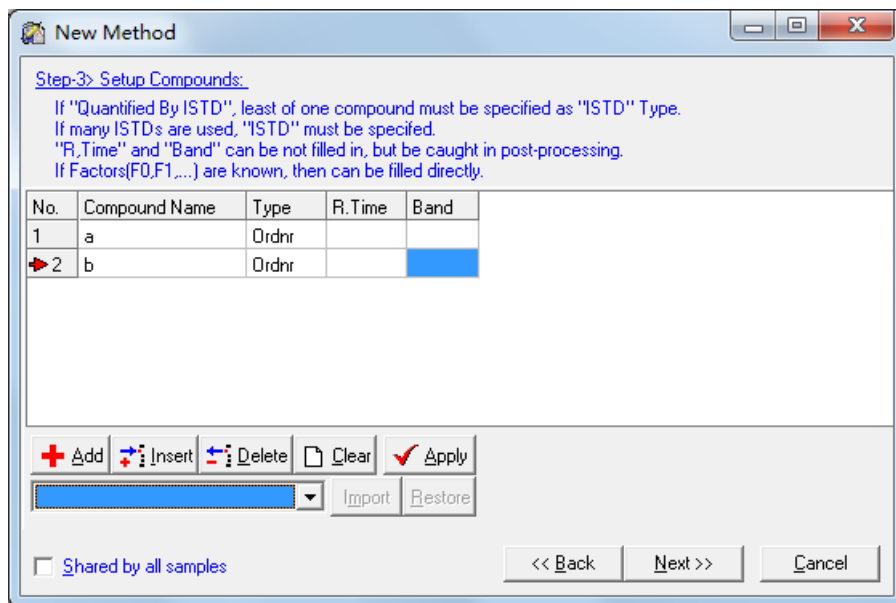 New Method
Step-3> Setup Compounds:
If "Quantified By ISTD", least of one compound must be specified as "ISTD" Type.
If many ISTDs are used, "ISTD" must be specifed.
"R,Time" and "Band" can be not filled in, but be caught in post-processing.
If Factors(F0,F1,...) are known, then can be filled directly.
No. Compound Name Type R.Time Band
1 a Ordnr
2 b Ordnr
Add Insert Delete Clear Apply
Import Restore
Shared by all samples << Back Next >> Cancel